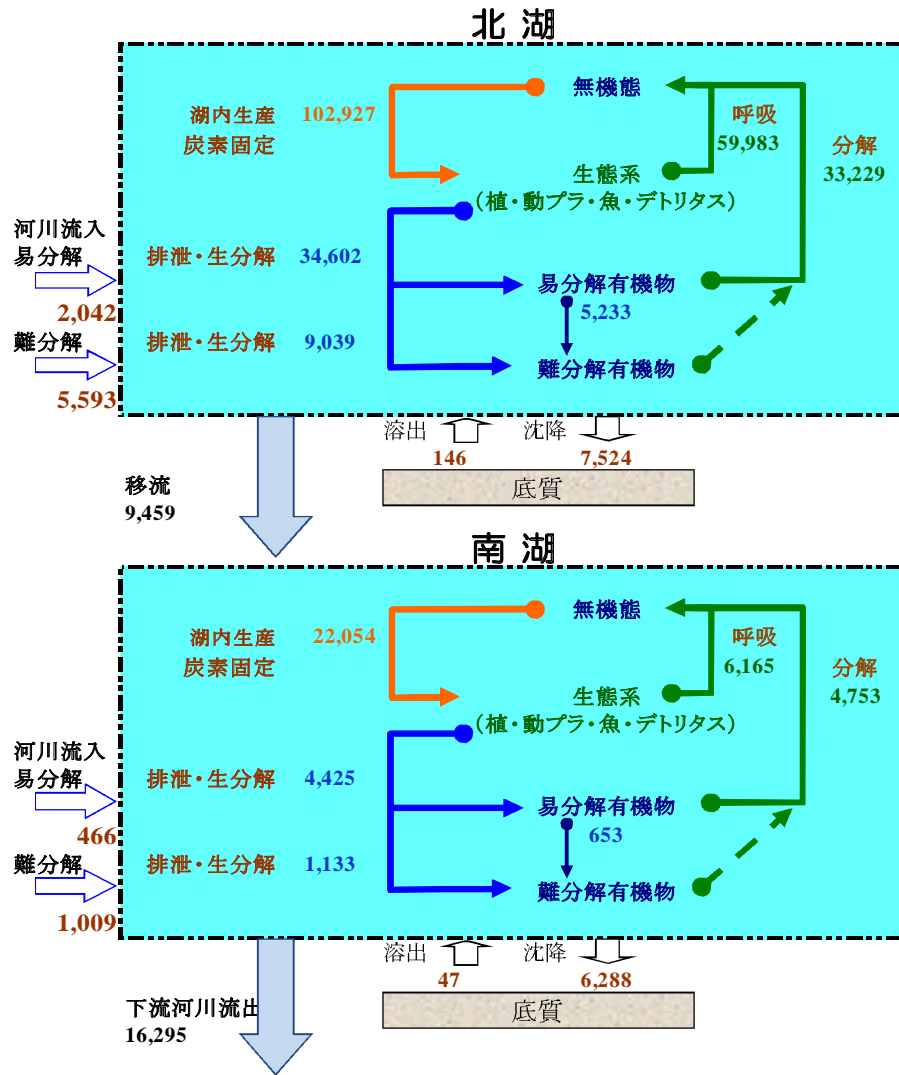 北 湖
無機態
湖内生産 102,927
炭素固定
呼吸
59,983
分解
33,229
生態系
(植・動プラ・魚・デトリタス)
河川流入
易分解
2,042
排泄・生分解 34,602
易分解有機物
5,233
難分解
5,593
排泄・生分解 9,039
難分解有機物
溶出
146
沈降
7,524
底質
移流
9,459
南 湖
無機態
湖内生産 22,054
炭素固定
呼吸
6,165
分解
4,753
生態系
(植・動プラ・魚・デトリタス)
河川流入
易分解
466
排泄・生分解 4,425
易分解有機物
653
難分解
1,009
排泄・生分解 1,133
難分解有機物
溶出
47
沈降
6,288
底質
下流河川流出
16,295